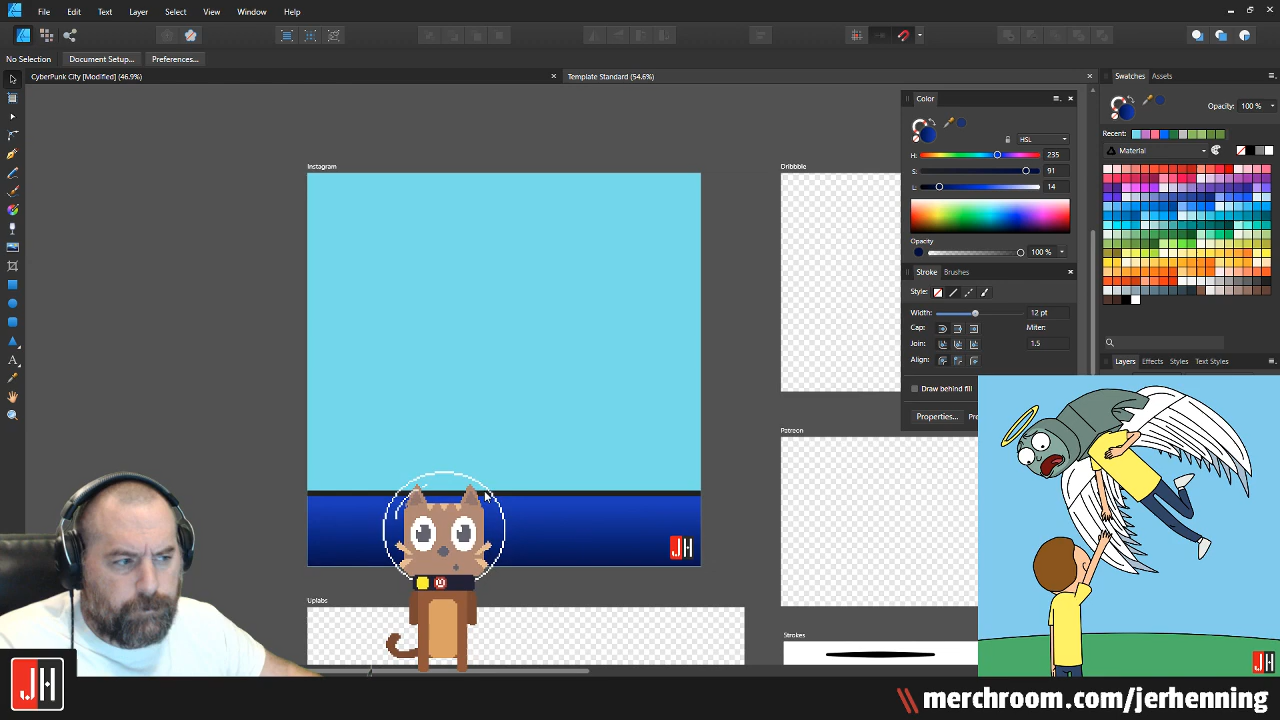 File Edit Text Layer Select View Window Help
No Selection Document Setup... Preferences...
CyberPunk City [Modified] (46.9%) Template Standard (54.6%)
Swatches Assets
Color
Opacity: 100 %
HSL
Recent:
H: 235
Material
Instagram
Dribbble
S: 91
L: 14
Opacity
100 %
Stroke Brushes
Style:
Width: 12 pt
Cap: Miter:
Join: 1.5
Align:
Layers Effects Styles Text Styles
Draw behind fill
Properties...
Patreon
JH
Uplabs
Strokes
JH
JH
\\ merchroom.com/jerhenning